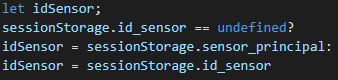 let idSensor;
sessionStorage.id_sensor == undefined?
idSensor = sessionStorage.sensor_principal:
idSensor = sessionStorage.id_sensor